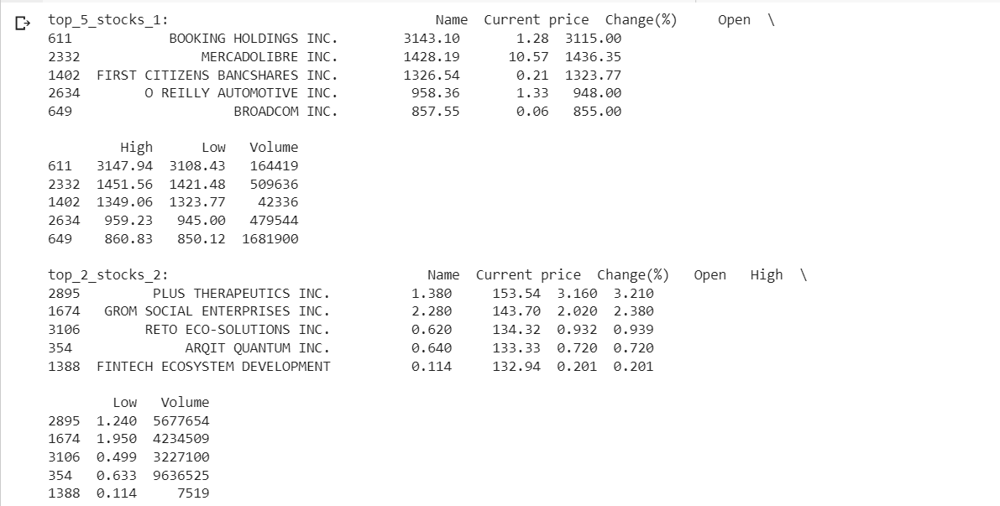 top_5_stocks_1: Name Current price Change(%) Open \
611 BOOKING HOLDINGS INC. 3143.10 1.28 3115.00
2332 MERCADOLIBRE INC. 1428.19 10.57 1436.35
1402 FIRST CITIZENS BANCSHARES INC. 1326.54 0.21 1323.77
2634 O REILLY AUTOMOTIVE INC. 958.36 1.33 948.00
649 BROADCOM INC. 857.55 0.06 855.00
High Low Volume
611 3147.94 3108.43 164419
2332 1451.56 1421.48 509636
1402 1349.06 1323.77 42336
2634 959.23 945.00 479544
649 860.83 850.12 1681900
top_2_stocks_2: Name Current price Change(%) Open High \
2895 PLUS THERAPEUTICS INC. 1.380 153.54 3.160 3.210
1674 GROM SOCIAL ENTERPRISES INC. 2.280 143.70 2.020 2.380
3106 RETO ECO-SOLUTIONS INC. 0.620 134.32 0.932 0.939
354 ARQIT QUANTUM INC. 0.640 133.33 0.720 0.720
1388 FINTECH ECOSYSTEM DEVELOPMENT 0.114 132.94 0.201 0.201
Low Volume
2895 1.240 5677654
1674 1.950 4234509
3106 0.499 3227100
354 0.633 9636525
1388 0.114 7519